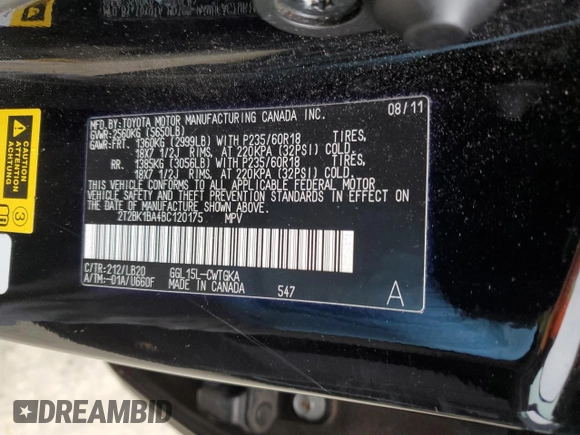 MFD. BY: TOYOTA MOTOR MANUFACTURING CANADA INC. 08/11
GVWR: 2560KG (5650LB)
GAWR: FRT. 1360KG (2999LB) WITH P235/60R18 TIRES,
18X7 1/2J RIMS, AT 220KPA (32PSI) COLD.
RR. 1385KG (3056LB) WITH P235/60R18 TIRES,
18X7 1/2J RIMS, AT 220KPA (32PSI) COLD.
THIS VEHICLE CONFORMS TO ALL APPLICABLE FEDERAL MOTOR
VEHICLE SAFETY AND THEFT PREVENTION STANDARDS IN EFFECT ON
THE DATE OF MANUFACTURE SHOWN ABOVE.
2T2BK1BA4BC120175 MPV
C/TR: 212/LB20 GGL15L-CWTGKA
A/TM: -01A/U660F MADE IN CANADA 547 A
CAUTION
ATTENTION
ACHTUNG
3
DREAMBID